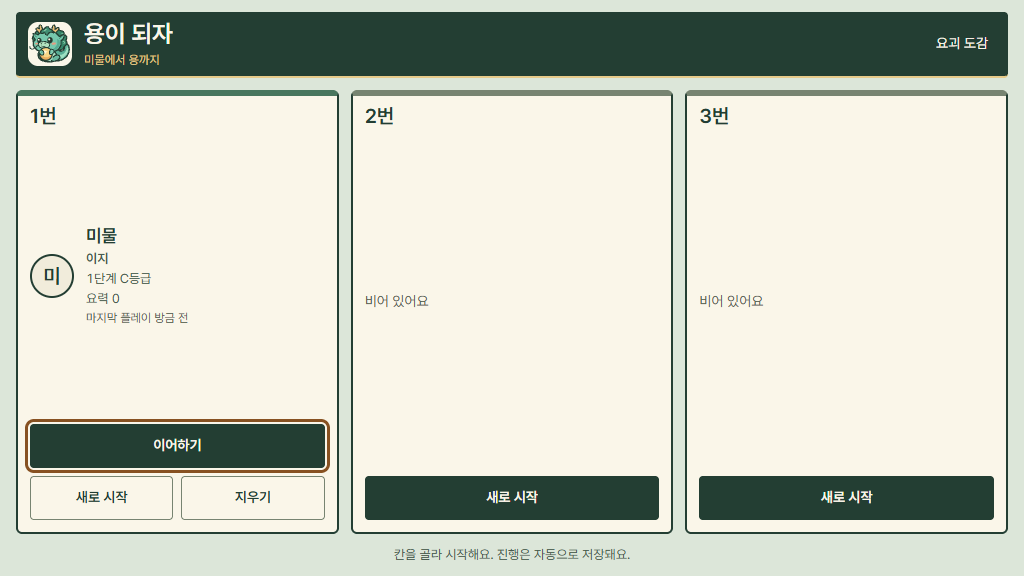 용이 되자
미물에서 용까지
요괴 도감
1번
미
미물
이지
1단계 C등급
요력 0
마지막 플레이 방금 전
이어하기
새로 시작
지우기
2번
비어 있어요
새로 시작
3번
비어 있어요
새로 시작
칸을 골라 시작해요. 진행은 자동으로 저장돼요.